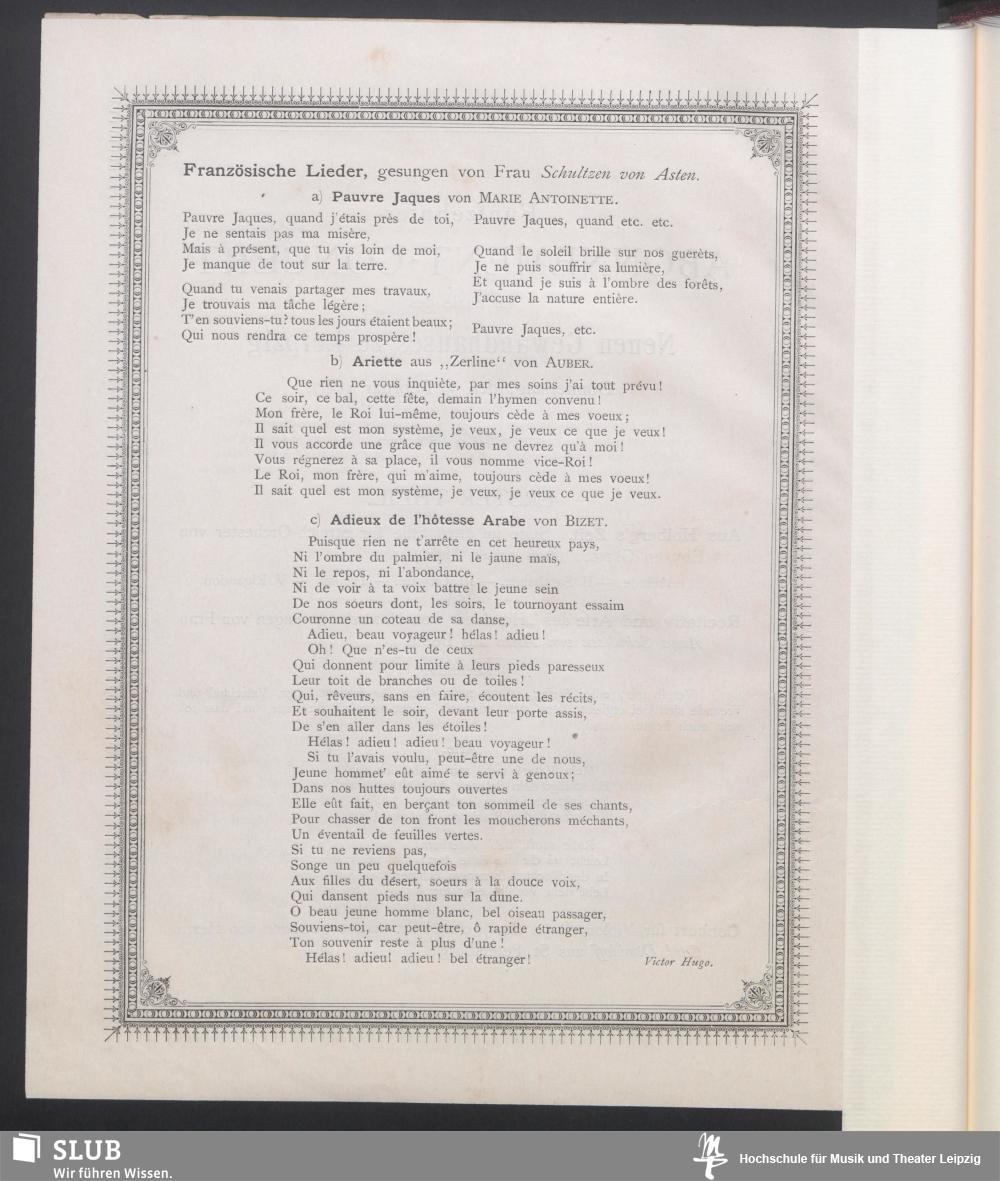 Französische Lieder, gesungen von Frau Schultzen von Asten.
a) Pauvre Jaques von MARIE ANTOINETTE.
Pauvre Jaques, quand j'étais près de toi,
Je ne sentais pas ma misère,
Mais à présent, que tu vis loin de moi,
Je manque de tout sur la terre.
Quand tu venais partager mes travaux,
Je trouvais ma tâche légère;
T'en souviens-tu? tous les jours étaient beaux;
Qui nous rendra ce temps prospère!
Pauvre Jaques, quand etc. etc.
Quand le soleil brille sur nos guerèts,
Je ne puis souffrir sa lumière,
Et quand je suis à l'ombre des forêts,
J'accuse la nature entière.
Pauvre Jaques, etc.
b) Ariette aus „Zerline“ von AUBER.
Que rien ne vous inquiète, par mes soins j'ai tout prévu!
Ce soir, ce bal, cette fête, demain l'hymen convenu!
Mon frère, le Roi lui-même, toujours cède à mes voeux;
Il sait quel est mon système, je veux, je veux ce que je veux!
Il vous accorde une grâce que vous ne devrez qu'à moi!
Vous régnerez à sa place, il vous nomme vice-Roi!
Le Roi, mon frère, qui m'aime, toujours cède à mes voeux!
Il sait quel est mon système, je veux, je veux ce que je veux.
c) Adieux de l'hôtesse Arabe von BIZET.
Puisque rien ne t'arrête en cet heureux pays,
Ni l'ombre du palmier, ni le jaune maïs,
Ni le repos, ni l'abondance,
Ni de voir à ta voix battre le jeune sein
De nos soeurs dont, les soirs, le tournoyant essaim
Couronne un coteau de sa danse,
Adieu, beau voyageur! hélas! adieu!
Oh! Que n'es-tu de ceux
Qui donnent pour limite à leurs pieds paresseux
Leur toit de branches ou de toiles!
Qui, rêveurs, sans en faire, écoutent les récits,
Et souhaitent le soir, devant leur porte assis,
De s'en aller dans les étoiles!
Hélas! adieu! adieu! beau voyageur!
Si tu l'avais voulu, peut-être une de nous,
Jeune hommet' eût aimé te servi à genoux;
Dans nos huttes toujours ouvertes
Elle eût fait, en berçant ton sommeil de ses chants,
Pour chasser de ton front les moucherons méchants,
Un éventail de feuilles vertes.
Si tu ne reviens pas,
Songe un peu quelquefois
Aux filles du désert, soeurs à la douce voix,
Qui dansent pieds nus sur la dune.
O beau jeune homme blanc, bel oiseau passager,
Souviens-toi, car peut-être, ô rapide étranger,
Ton souvenir reste à plus d'une!
Hélas! adieu! adieu! bel étranger!
Victor Hugo.
SLUB
Wir führen Wissen.
Hochschule für Musik und Theater Leipzig